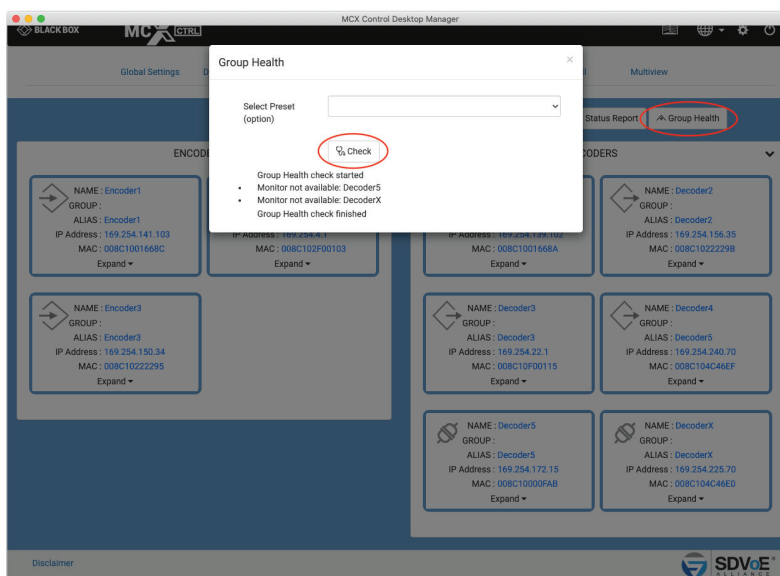 MCX Control Desktop Manager
BLACK BOX
MCX CTRL
Global Settings
Multiview
Group Health
×
Select Preset
(option)
Check
Group Health check started
• Monitor not available: Decoder5
• Monitor not available: DecoderX
Group Health check finished
Status Report
Group Health
NAME : Encoder1
GROUP :
ALIAS : Encoder1
IP Address : 169.254.141.103
MAC : 008C1001668C
Expand
IP Address : 169.254.4.1
MAC : 008C102F00103
Expand
NAME : Encoder3
GROUP :
ALIAS : Encoder3
IP Address : 169.254.150.34
MAC : 008C10222295
Expand
IP Address : 169.254.139.102
MAC : 008C1001668A
Expand
NAME : Decoder2
GROUP :
ALIAS : Decoder2
IP Address : 169.254.156.35
MAC : 008C1022229B
Expand
NAME : Decoder3
GROUP :
ALIAS : Decoder3
IP Address : 169.254.22.1
MAC : 008C10F00115
Expand
NAME : Decoder4
GROUP :
ALIAS : Decoder5
IP Address : 169.254.240.70
MAC : 008C104C46EF
Expand
NAME : Decoder5
GROUP :
ALIAS : Decoder5
IP Address : 169.254.172.15
MAC : 008C10000FAB
Expand
NAME : DecoderX
GROUP :
ALIAS : DecoderX
IP Address : 169.254.225.70
MAC : 008C104C46E0
Expand
Disclaimer
SDVoE
ALLIANCE